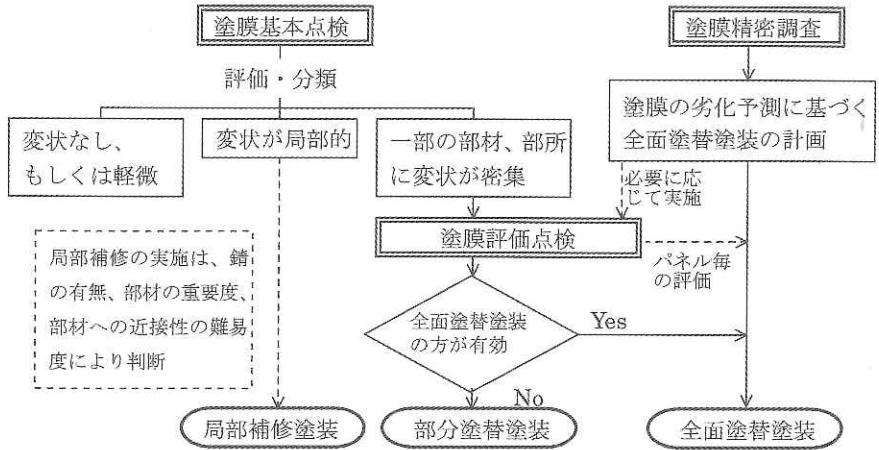 塗膜基本点検
塗膜精密調査
評価・分類
塗膜の劣化予測に基づく
全面塗替塗装の計画
変状なし、
もしくは軽微
変状が局部的
一部の部材、部所
に変状が密集
必要に応
じて実施
塗膜評価点検
パネル毎
の評価
局部補修の実施は、錆
の有無、部材の重要度、
部材への近接性の難易
度により判断
全面塗替塗装
の方が有効
Yes
No
局部補修塗装
部分塗替塗装
全面塗替塗装